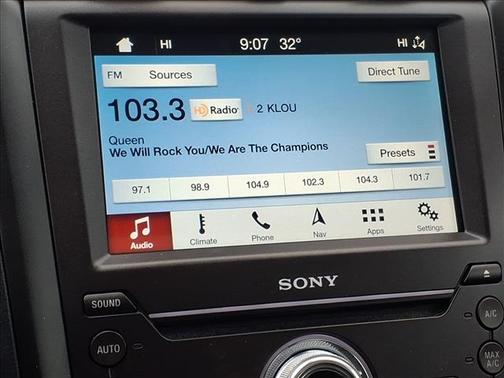 HI 9:07 32° HI
FM Sources Direct Tune
103.3 HD Radio 2 KLOU
Queen
We Will Rock You/We Are The Champions
Presets
97.1 98.9 104.9 102.3 104.3 101.7
Audio Climate Phone Nav Apps Settings
SONY
SOUND
A/C
AUTO
MAX
A/C